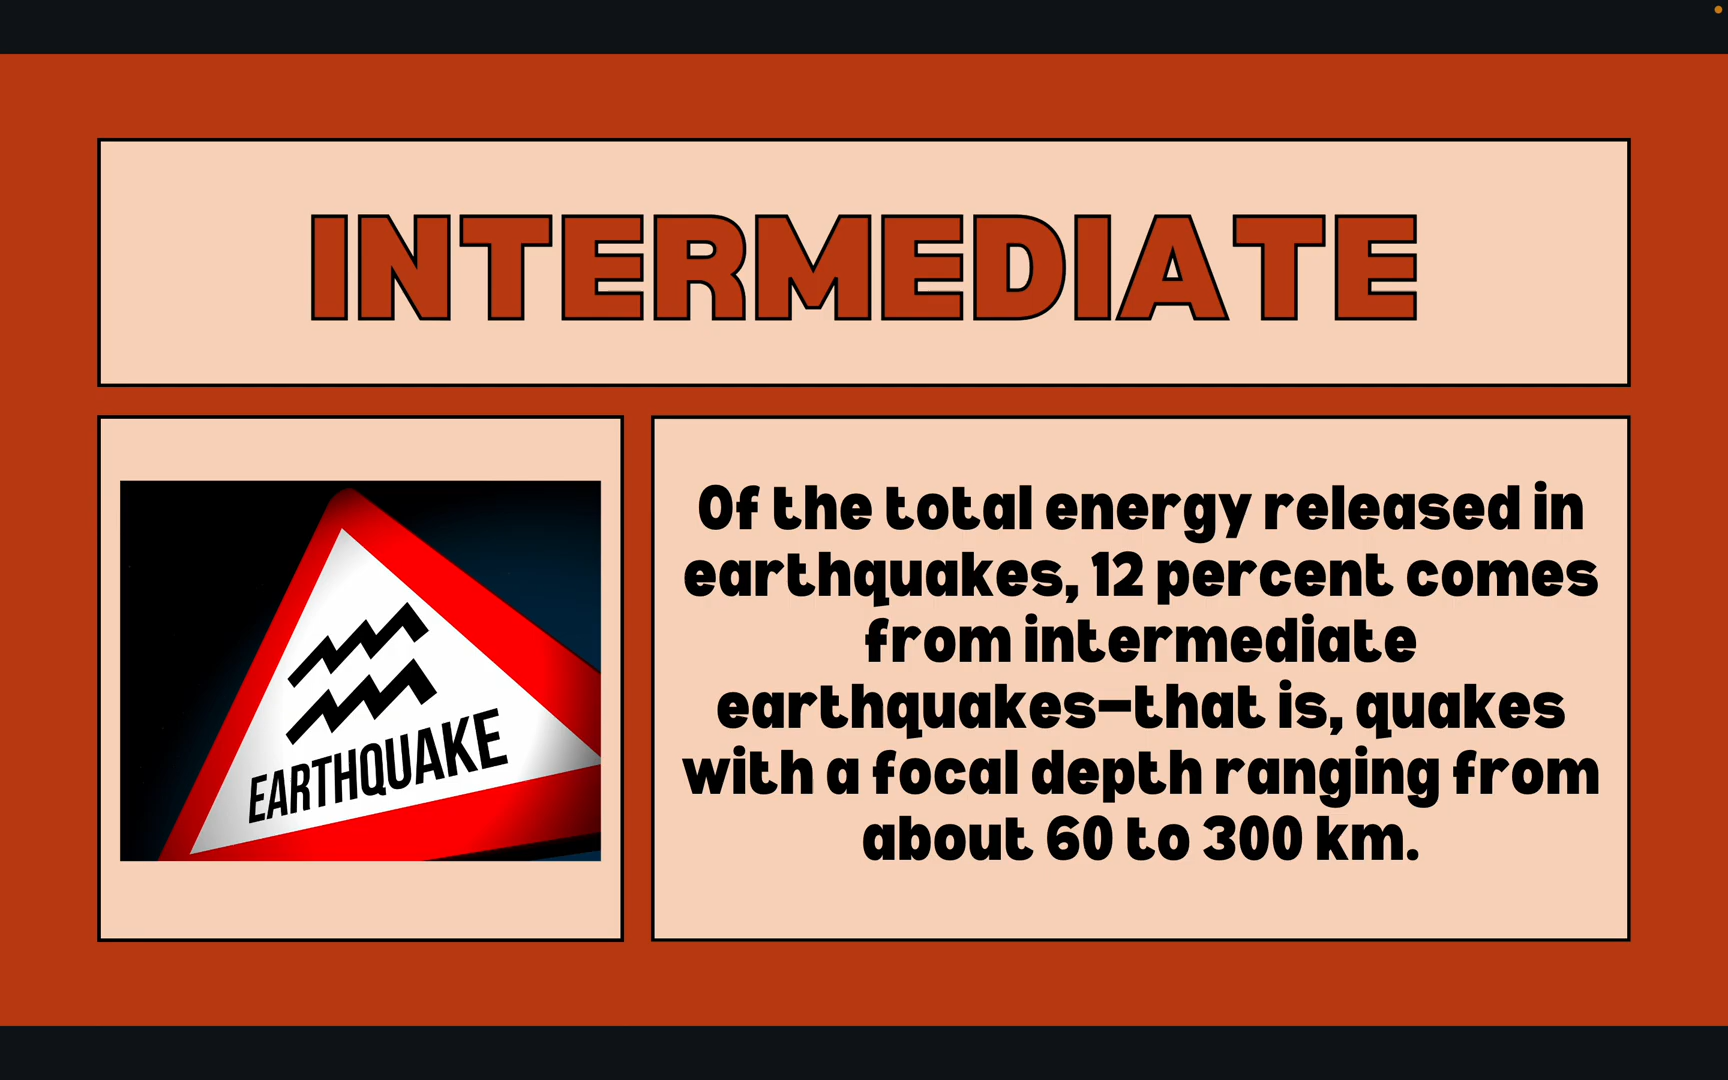 INTERMEDIATE
EARTHQUAKE
Of the total energy released in
earthquakes, 12 percent comes
from intermediate
earthquakes—that is, quakes
with a focal depth ranging from
about 60 to 300 km.